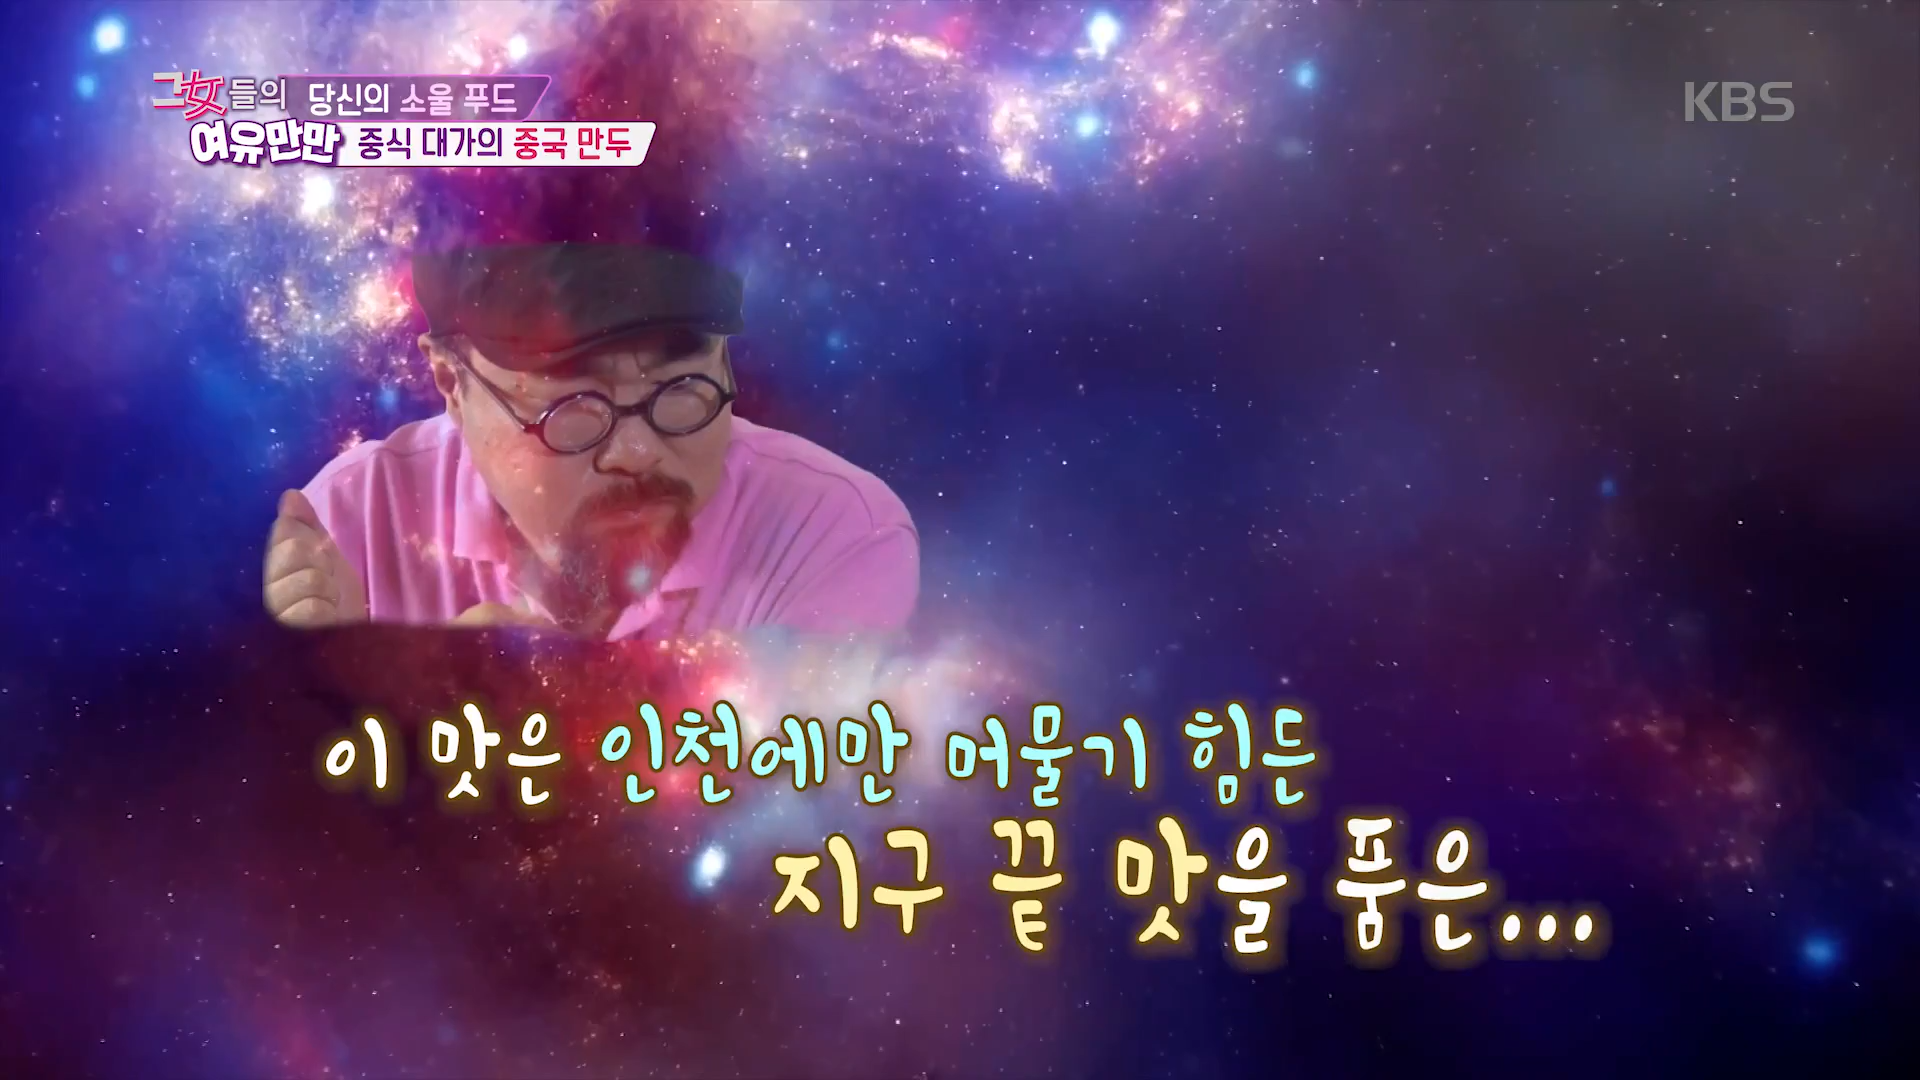 그女들의 당신의 소울 푸드
여유만만 중식 대가의 중국 만두
KBS
이 맛은 인천에만 머물기 힘든
지구 끝 맛을 품은...